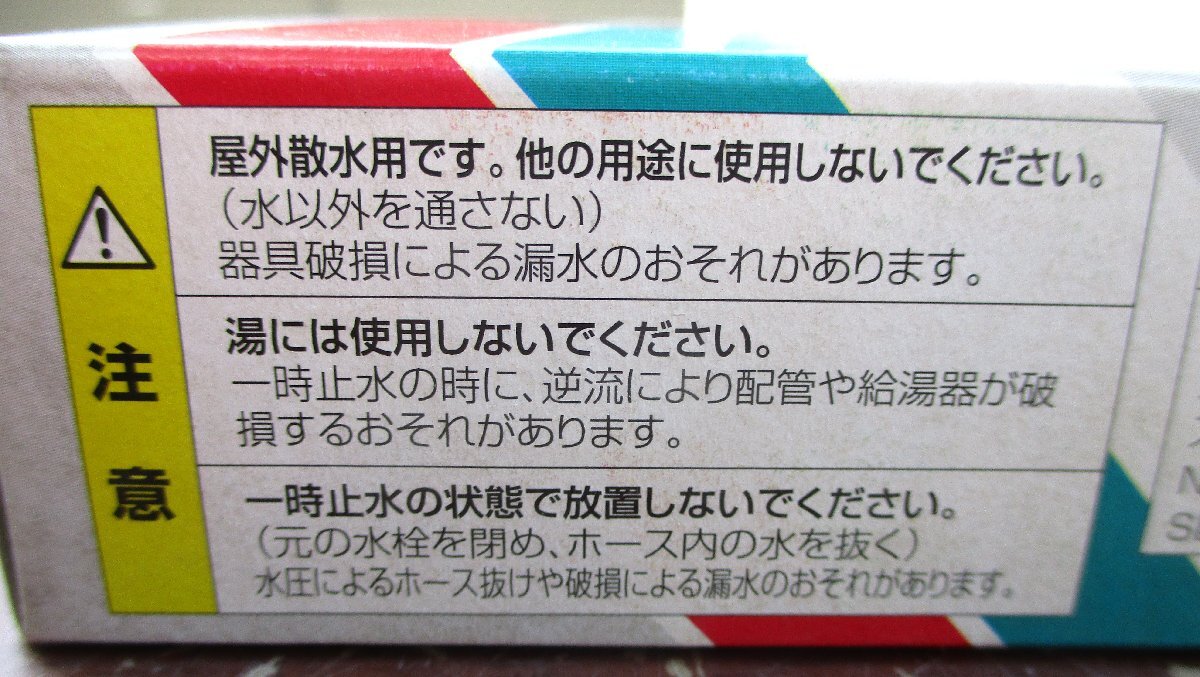 注意
屋外散水用です。他の用途に使用しないでください。
（水以外を通さない）
器具破損による漏水のおそれがあります。
湯には使用しないでください。
一時止水の時に、逆流により配管や給湯器が破
損するおそれがあります。
一時止水の状態で放置しないでください。
（元の水栓を閉め、ホース内の水を抜く）
水圧によるホース抜けや破損による漏水のおそれがあります。